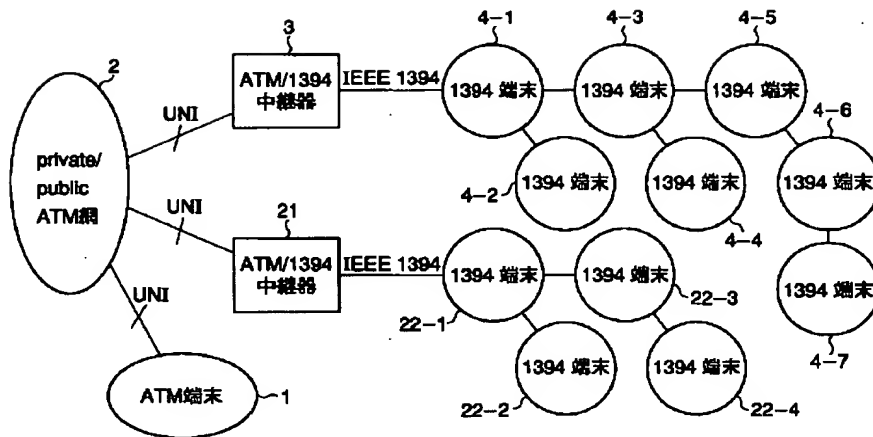 2
private/
public
ATM網
UNI
UNI
UNI
ATM端末
1
3
ATM/1394
中継器
IEEE 1394
21
ATM/1394
中継器
IEEE 1394
4-1
1394 端末
4-3
1394 端末
4-5
1394 端末
4-6
1394 端末
4-2
1394 端末
1394 端末
4-4
1394 端末
4-7
1394 端末
22-1
1394 端末
22-3
1394 端末
22-2
1394 端末
22-4